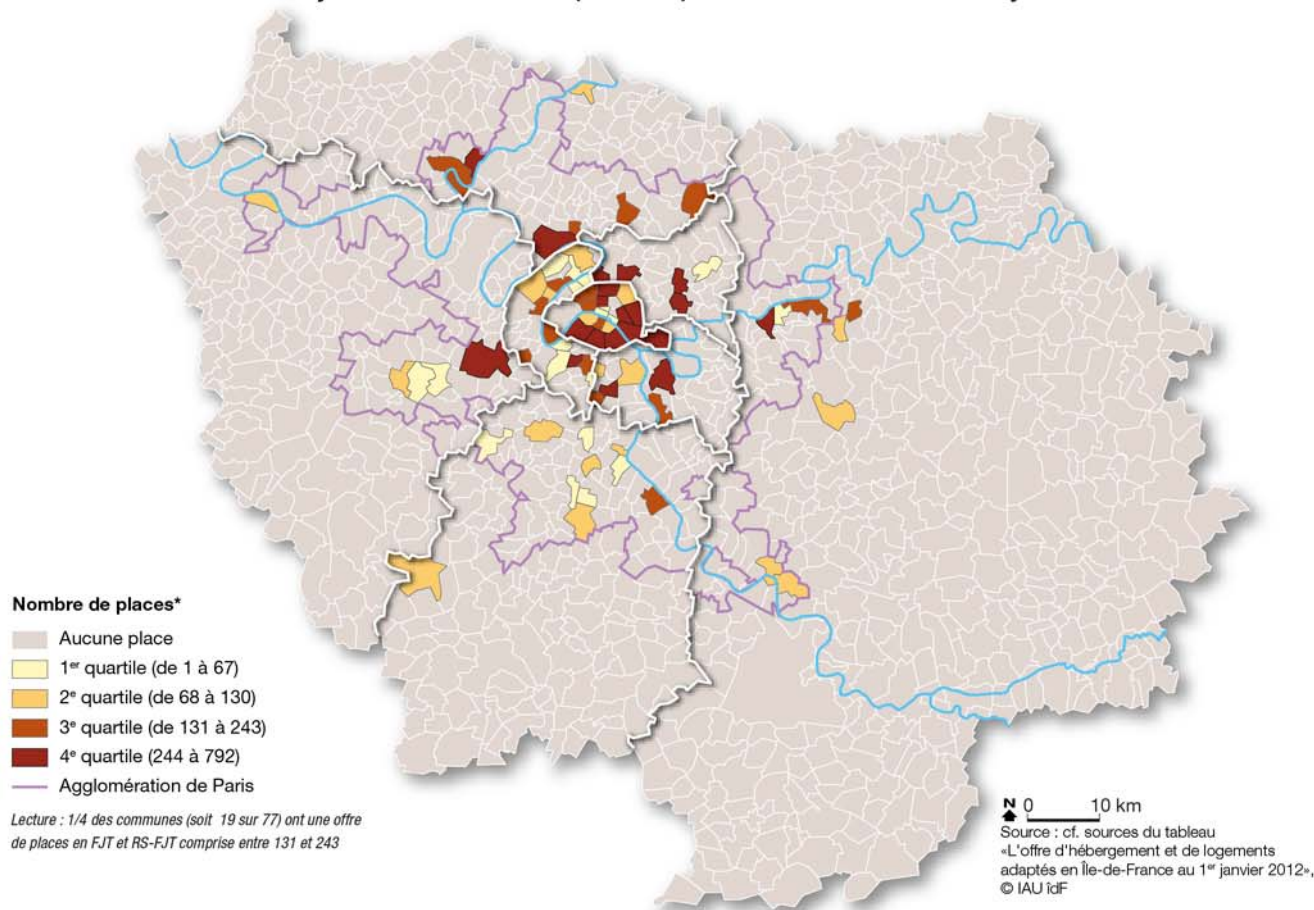 Nombre de places*
Aucune place
1er quartile (de 1 à 67)
2e quartile (de 68 à 130)
3e quartile (de 131 à 243)
4e quartile (244 à 792)
Agglomération de Paris
Lecture : 1/4 des communes (soit 19 sur 77) ont une offre
de places en FJT et RS-FJT comprise entre 131 et 243
N 0 10 km
Source : cf. sources du tableau
«L'offre d'hébergement et de logements
adaptés en Île-de-France au 1er janvier 2012»,
© IAU îdF